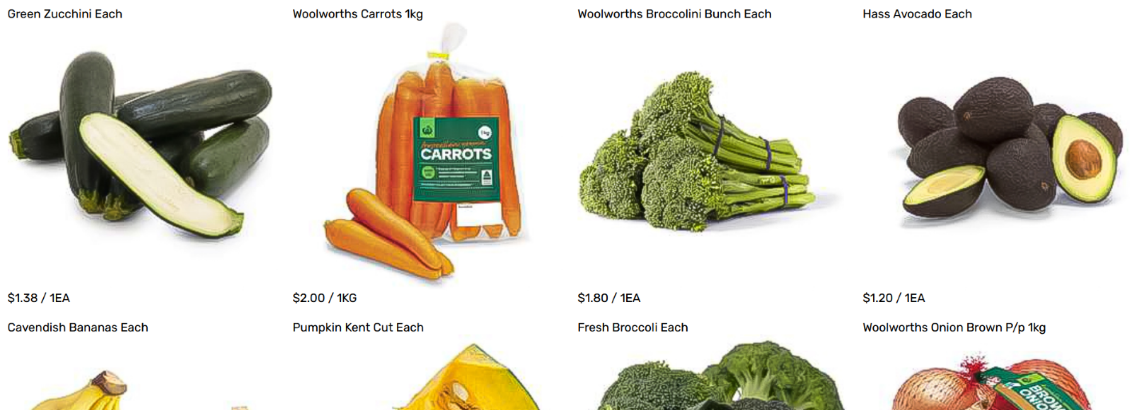 Green Zucchini Each
Woolworths Carrots 1kg
Woolworths Broccolini Bunch Each
Hass Avocado Each
1kg
CARROTS
$1.38 / 1EA
$2.00 / 1KG
$1.80 / 1EA
$1.20 / 1EA
Cavendish Bananas Each
Pumpkin Kent Cut Each
Fresh Broccoli Each
Woolworths Onion Brown P/p 1kg